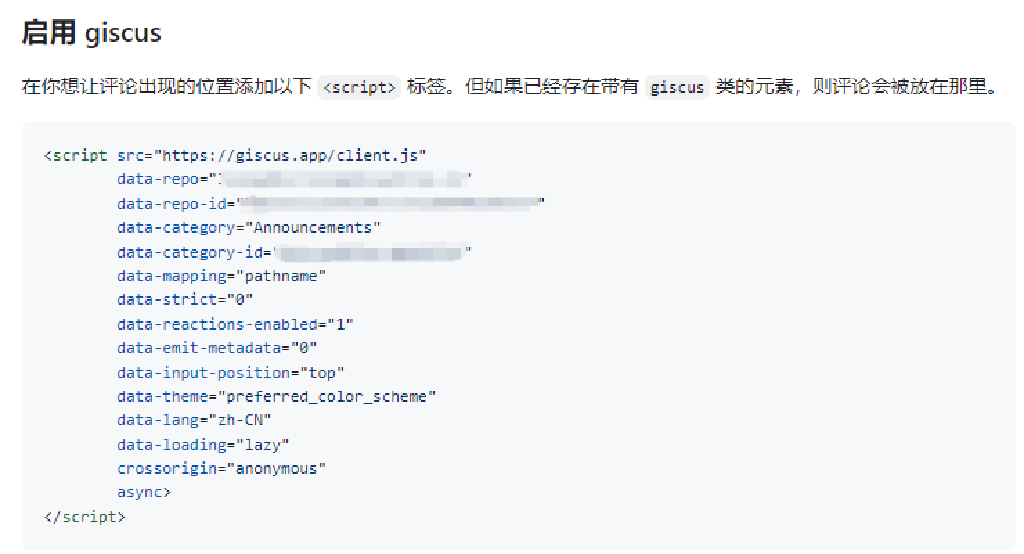 启用 giscus
在你想让评论出现的位置添加以下 <script> 标签。但如果已经存在带有 giscus 类的元素，则评论会被放在那里。
<script src="https://giscus.app/client.js"
data-repo="
data-repo-id="
data-category="Announcements"
data-category-id="
data-mapping="pathname"
data-strict="0"
data-reactions-enabled="1"
data-emit-metadata="0"
data-input-position="top"
data-theme="preferred_color_scheme"
data-lang="zh-CN"
data-loading="lazy"
crossorigin="anonymous"
async>
</script>